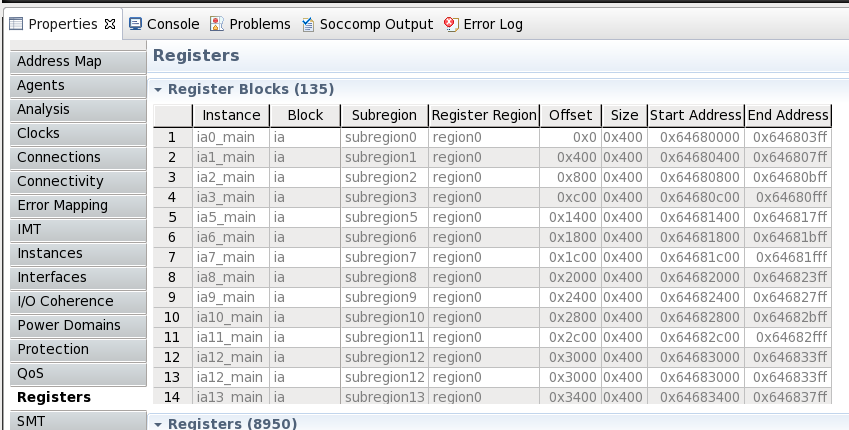 Properties Console Problems Soccomp Output Error Log
Address Map
Agents
Analysis
Clocks
Connections
Connectivity
Error Mapping
IMT
Instances
Interfaces
I/O Coherence
Power Domains
Protection
QoS
Registers
SMT
Registers
Register Blocks (135)
Instance Block Subregion Register Region Offset Size Start Address End Address
1 ia0_main ia subregion0 region0 0x0 0x400 0x64680000 0x646803ff
2 ia1_main ia subregion1 region0 0x400 0x400 0x64680400 0x646807ff
3 ia2_main ia subregion2 region0 0x800 0x400 0x64680800 0x64680bff
4 ia3_main ia subregion3 region0 0xc00 0x400 0x64680c00 0x64680fff
5 ia5_main ia subregion5 region0 0x1400 0x400 0x64681400 0x646817ff
6 ia6_main ia subregion6 region0 0x1800 0x400 0x64681800 0x64681bff
7 ia7_main ia subregion7 region0 0x1c00 0x400 0x64681c00 0x64681fff
8 ia8_main ia subregion8 region0 0x2000 0x400 0x64682000 0x646823ff
9 ia9_main ia subregion9 region0 0x2400 0x400 0x64682400 0x646827ff
10 ia10_main ia subregion10 region0 0x2800 0x400 0x64682800 0x64682bff
11 ia11_main ia subregion11 region0 0x2c00 0x400 0x64682c00 0x64682fff
12 ia12_main ia subregion12 region0 0x3000 0x400 0x64683000 0x646833ff
13 ia12_main ia subregion12 region0 0x3000 0x400 0x64683000 0x646833ff
14 ia13_main ia subregion13 region0 0x3400 0x400 0x64683400 0x646837ff
Registers (8950)